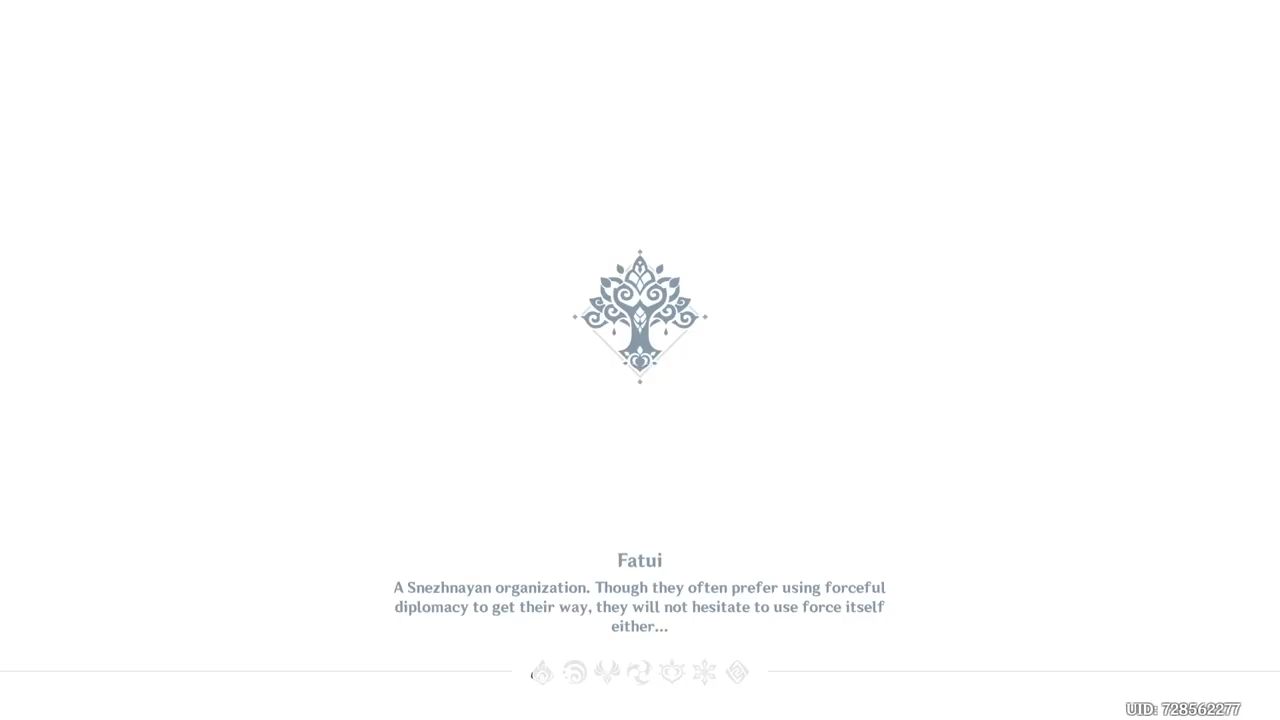 Fatui
A Snezhnayan organization. Though they often prefer using forceful
diplomacy to get their way, they will not hesitate to use force itself
either...
UID: 728562277